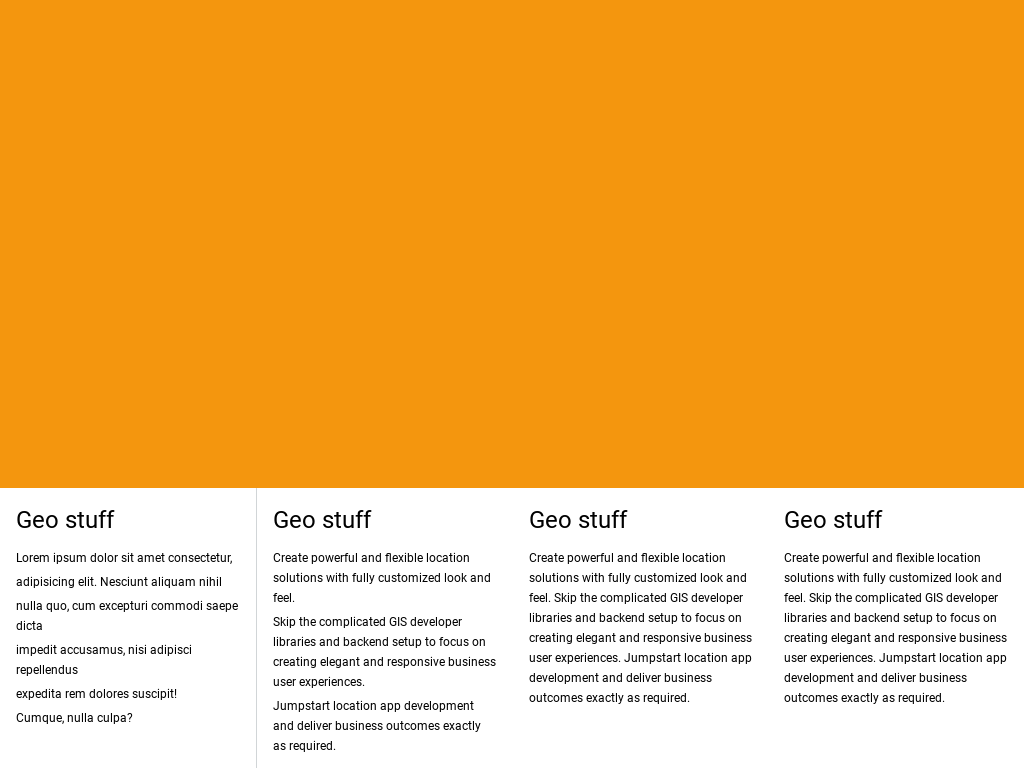 Geo stuff
Lorem ipsum dolor sit amet consectetur,
adipisicing elit. Nesciunt aliquam nihil
nulla quo, cum excepturi commodi saepe
dicta
impedit accusamus, nisi adipisci
repellendus
expedita rem dolores suscipit!
Cumque, nulla culpa?
Geo stuff
Create powerful and flexible location
solutions with fully customized look and
feel.
Skip the complicated GIS developer
libraries and backend setup to focus on
creating elegant and responsive business
user experiences.
Jumpstart location app development
and deliver business outcomes exactly
as required.
Geo stuff
Create powerful and flexible location
solutions with fully customized look and
feel. Skip the complicated GIS developer
libraries and backend setup to focus on
creating elegant and responsive business
user experiences. Jumpstart location app
development and deliver business
outcomes exactly as required.
Geo stuff
Create powerful and flexible location
solutions with fully customized look and
feel. Skip the complicated GIS developer
libraries and backend setup to focus on
creating elegant and responsive business
user experiences. Jumpstart location app
development and deliver business
outcomes exactly as required.